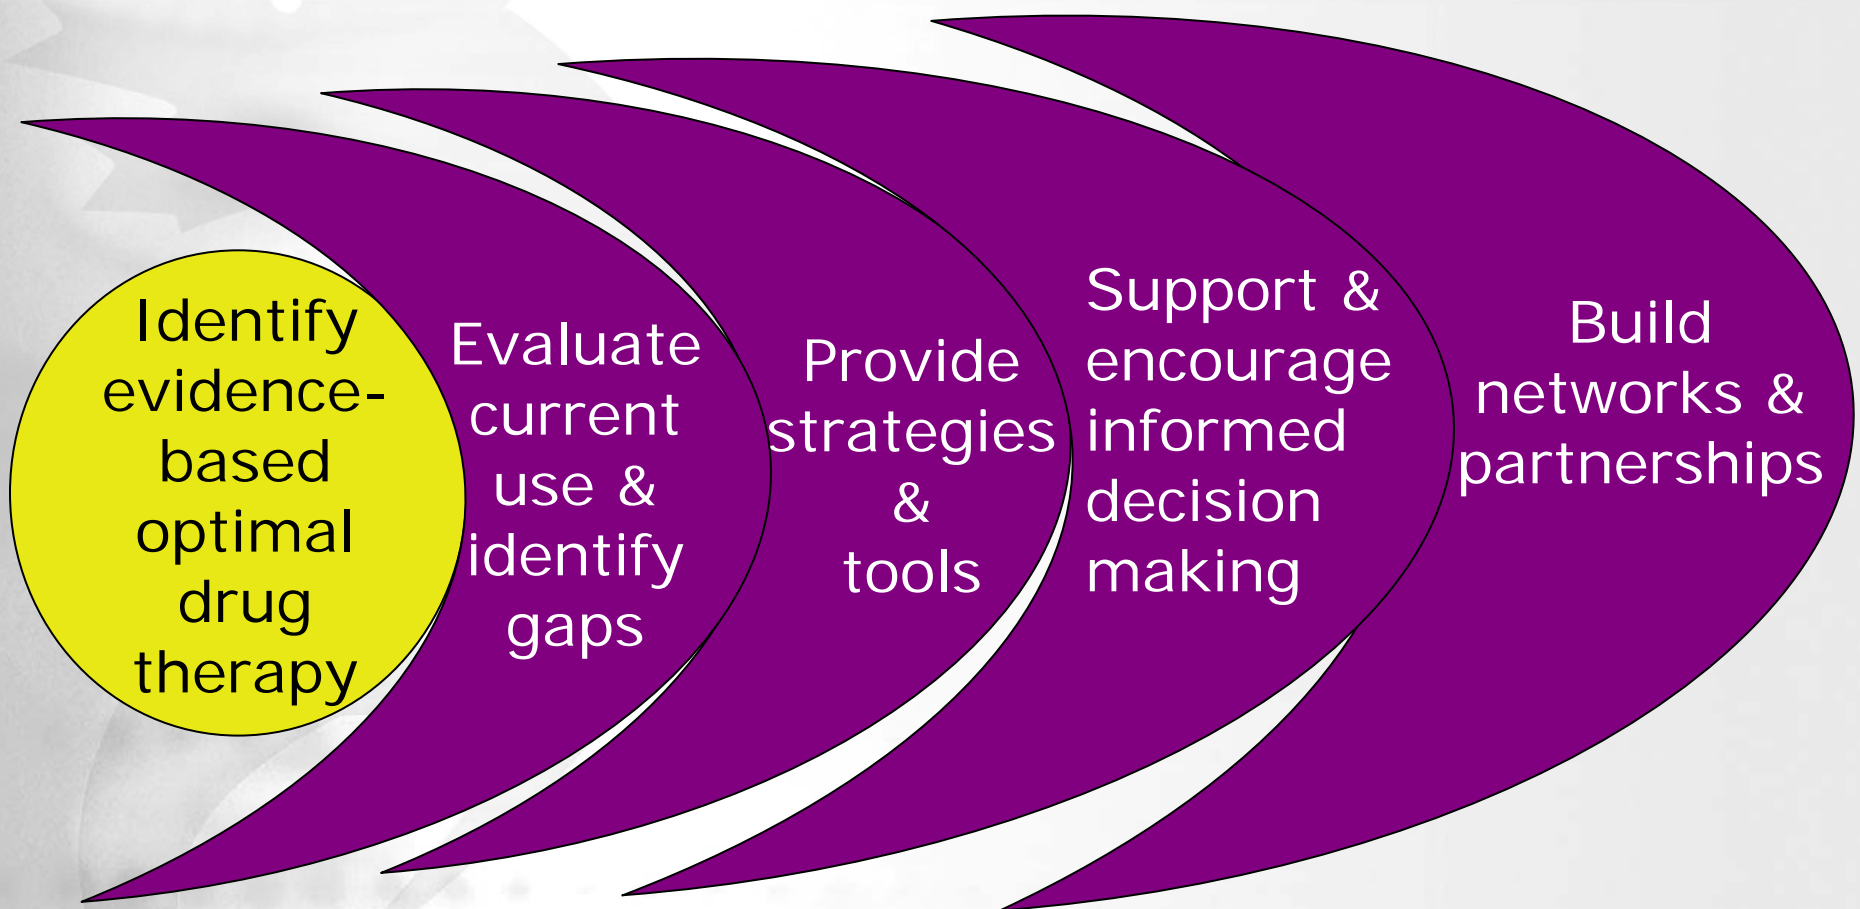 Identify
evidence-
based
optimal
drug
therapy
Evaluate
current
use &
identify
gaps
Provide
strategies
&
tools
Support &
encourage
informed
decision
making
Build
networks &
partnerships